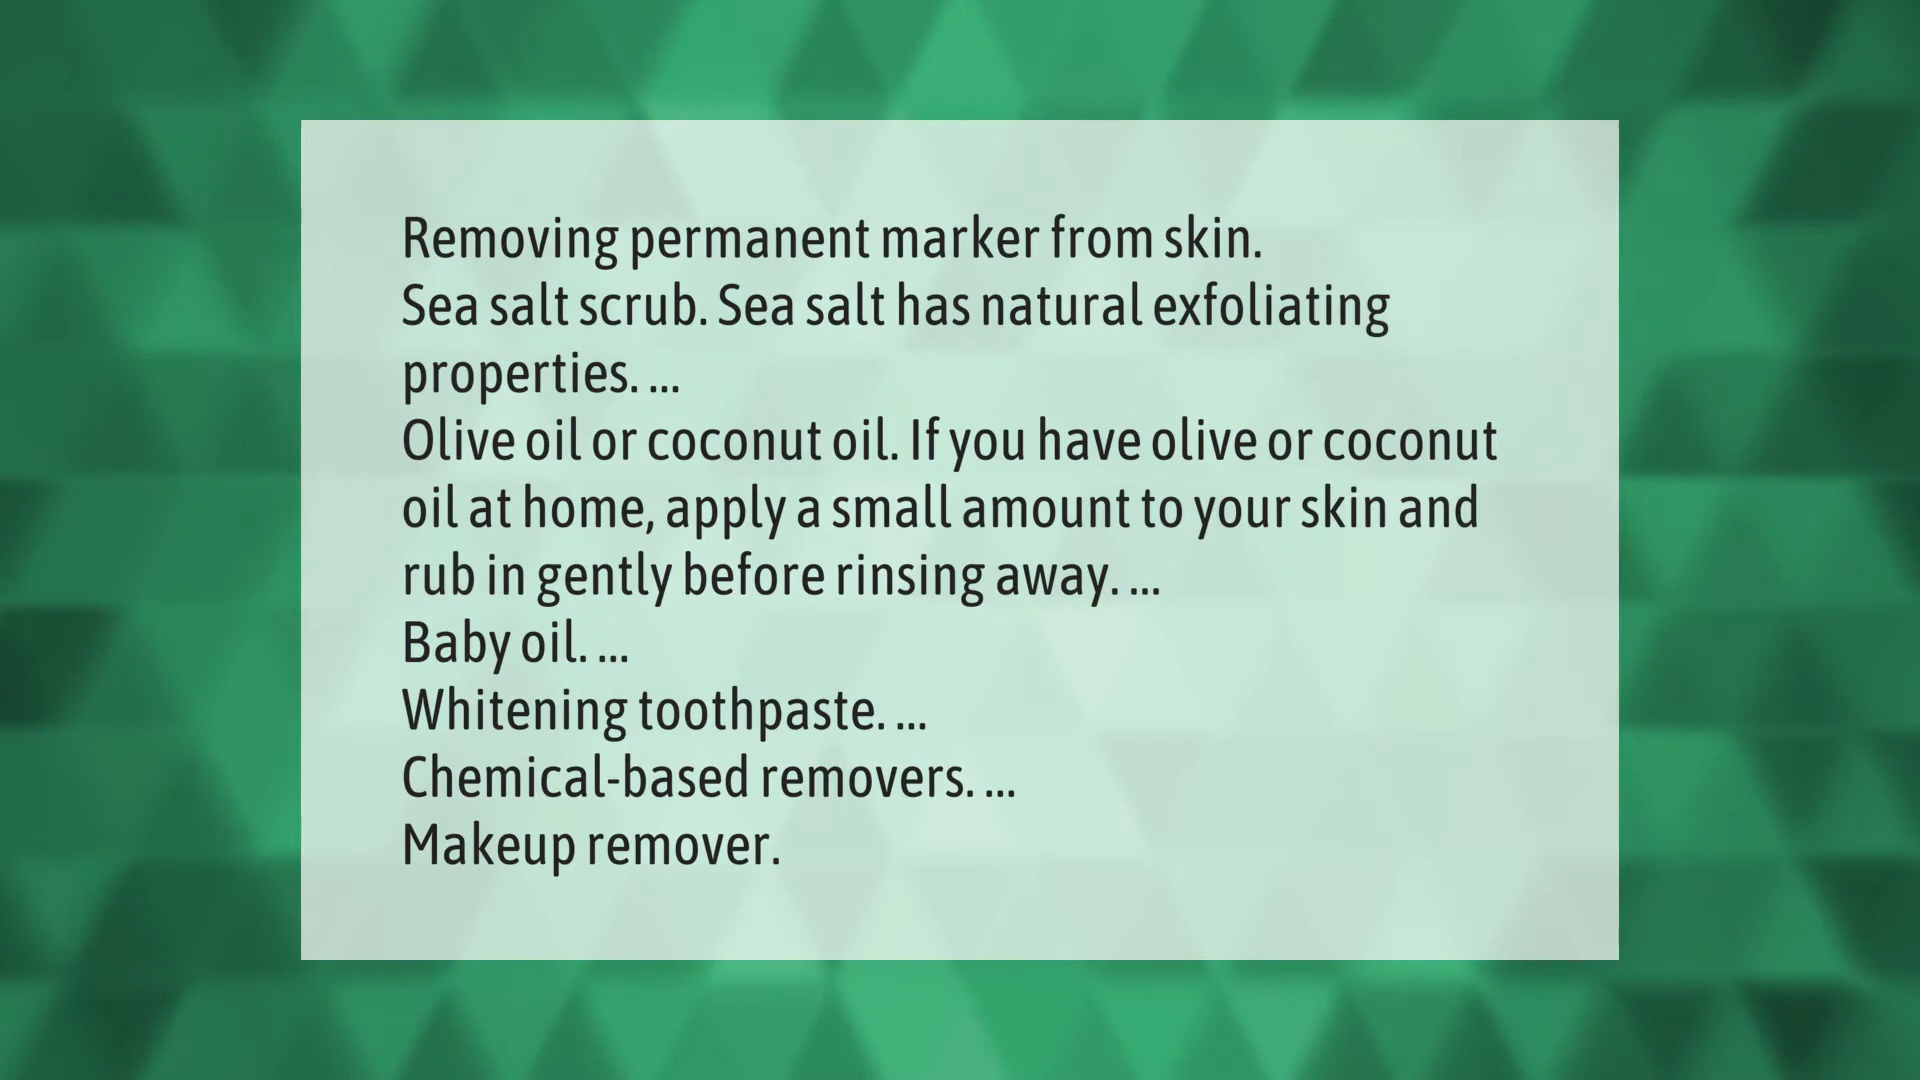 Removing permanent marker from skin.
Sea salt scrub. Sea salt has natural exfoliating
properties. ...
Olive oil or coconut oil. If you have olive or coconut
oil at home, apply a small amount to your skin and
rub in gently before rinsing away. ...
Baby oil. ...
Whitening toothpaste. ...
Chemical-based removers. ...
Makeup remover.